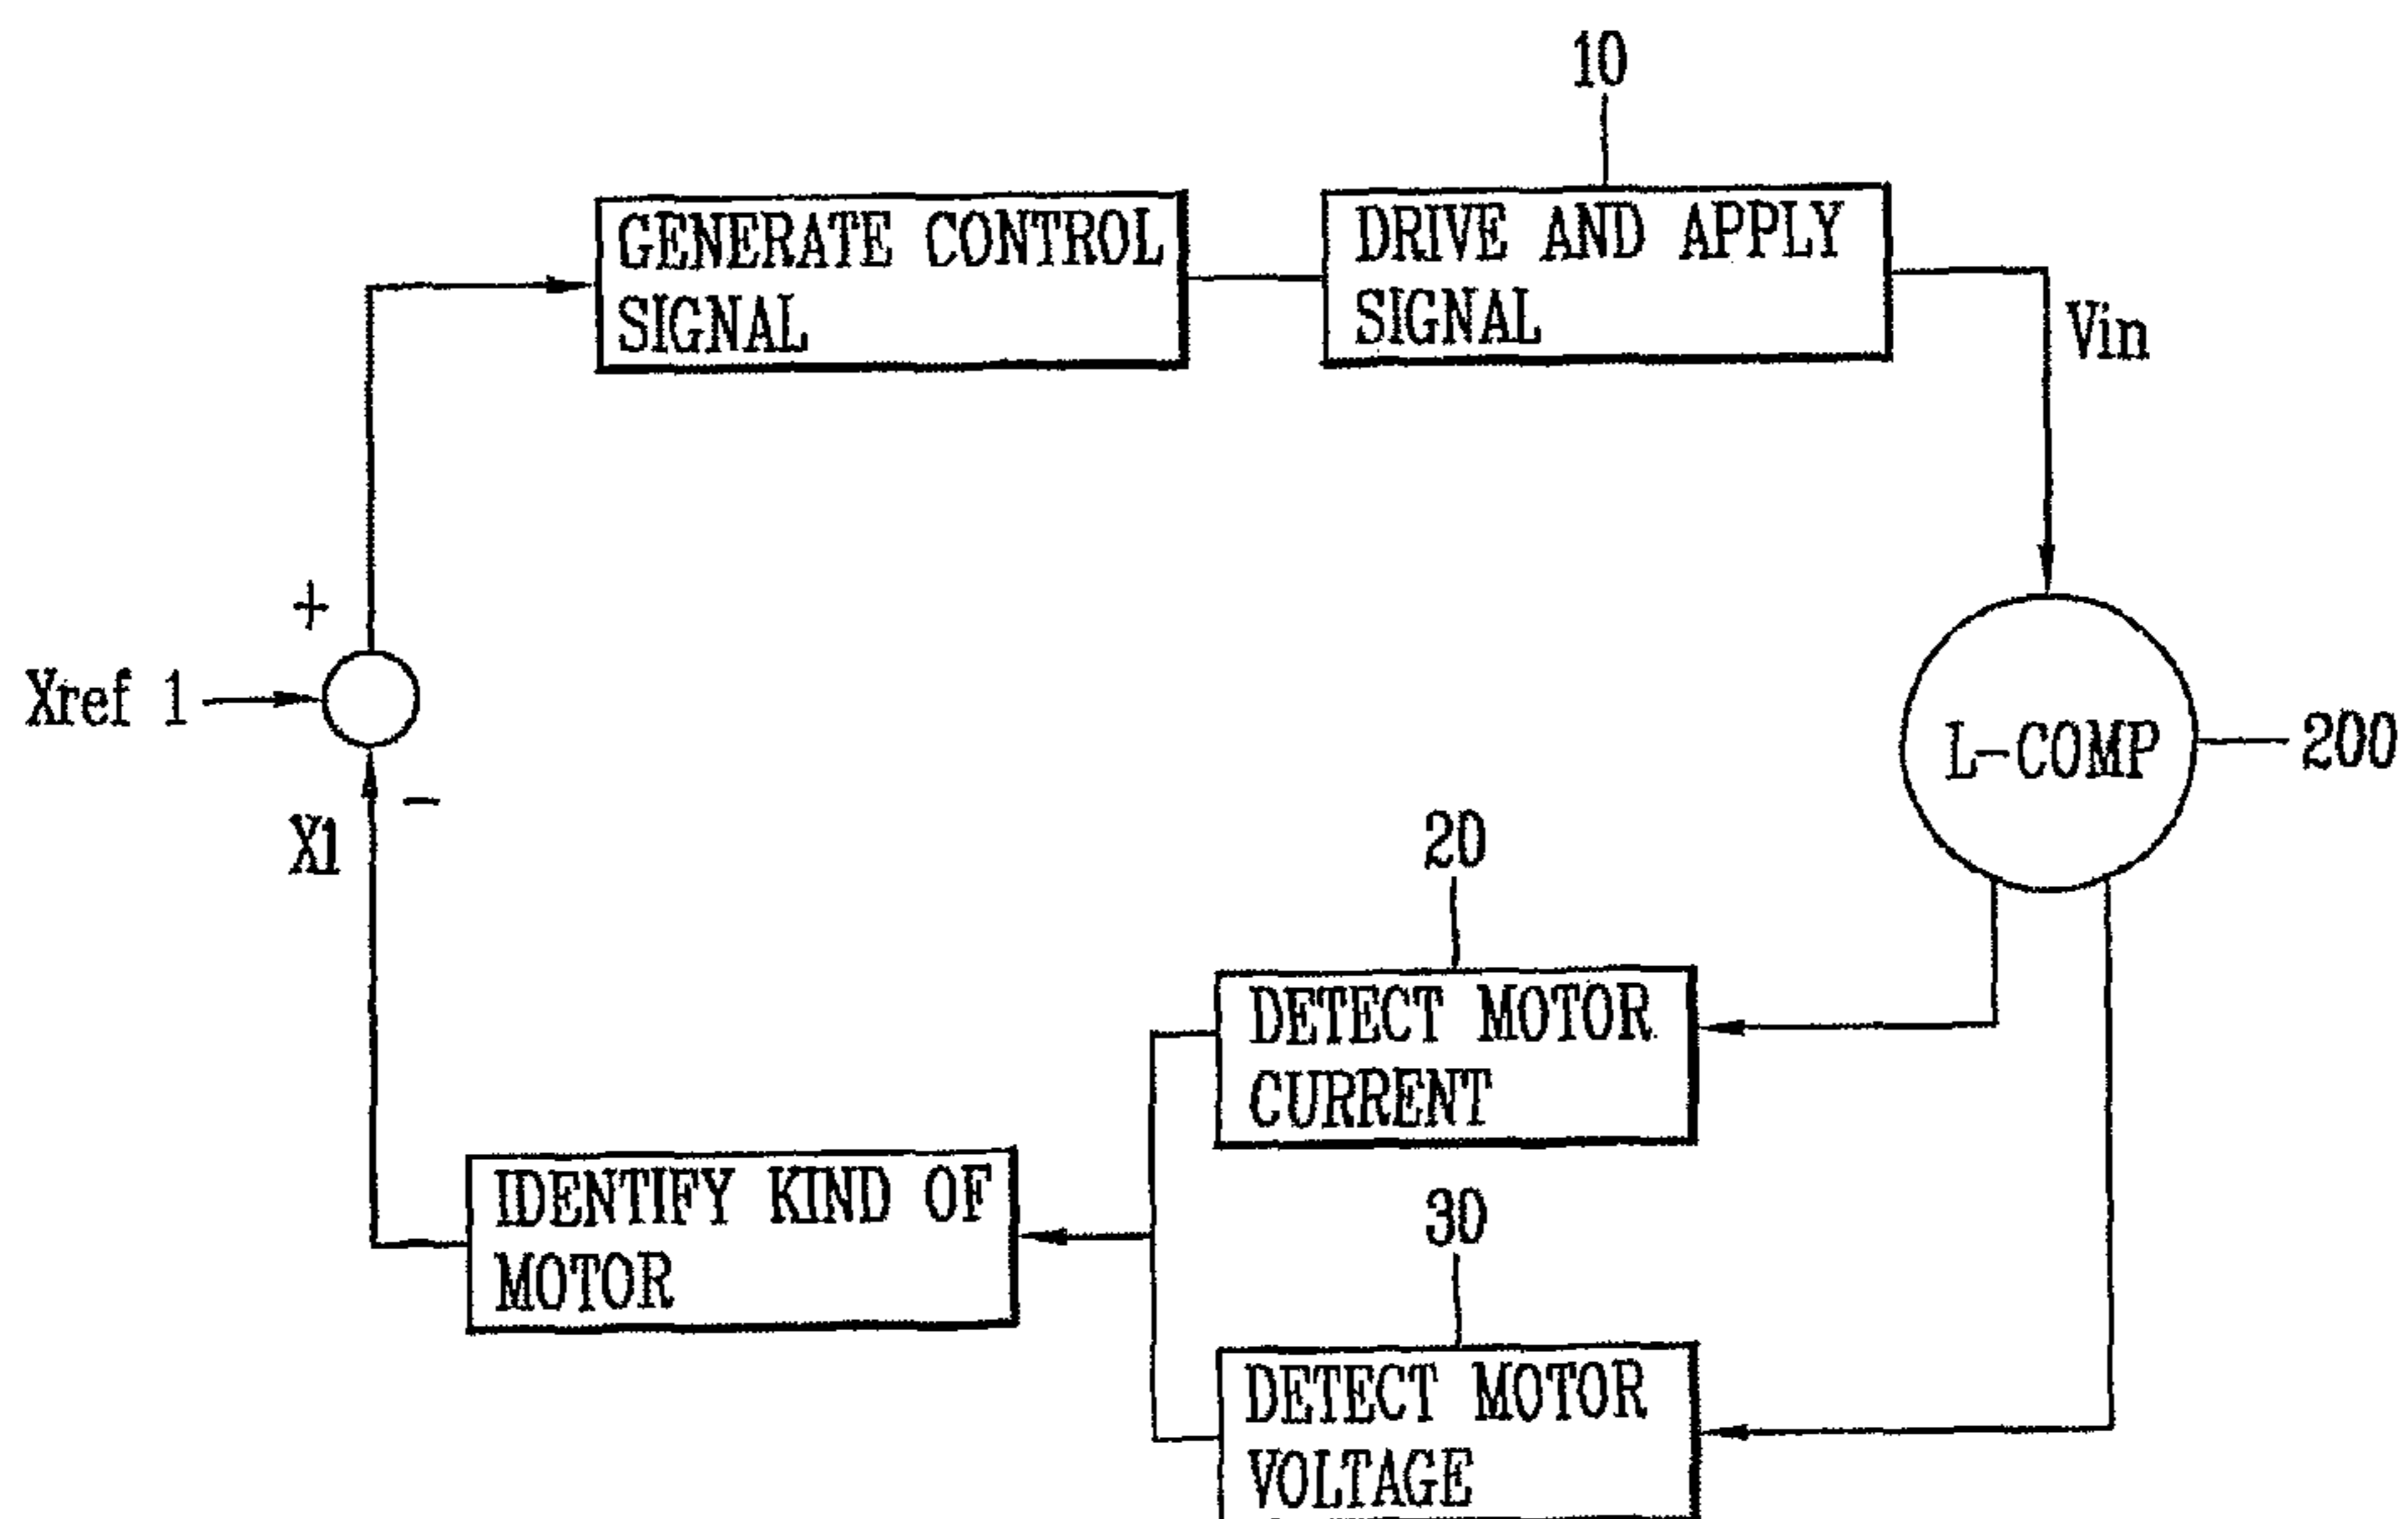 10
GENERATE CONTROL
SIGNAL
DRIVE AND APPLY
SIGNAL
Vin
+
Xref 1
L-COMP
200
-
X1
20
DETECT MOTOR
CURRENT
30
IDENTIFY KIND OF
MOTOR
DETECT MOTOR
VOLTAGE